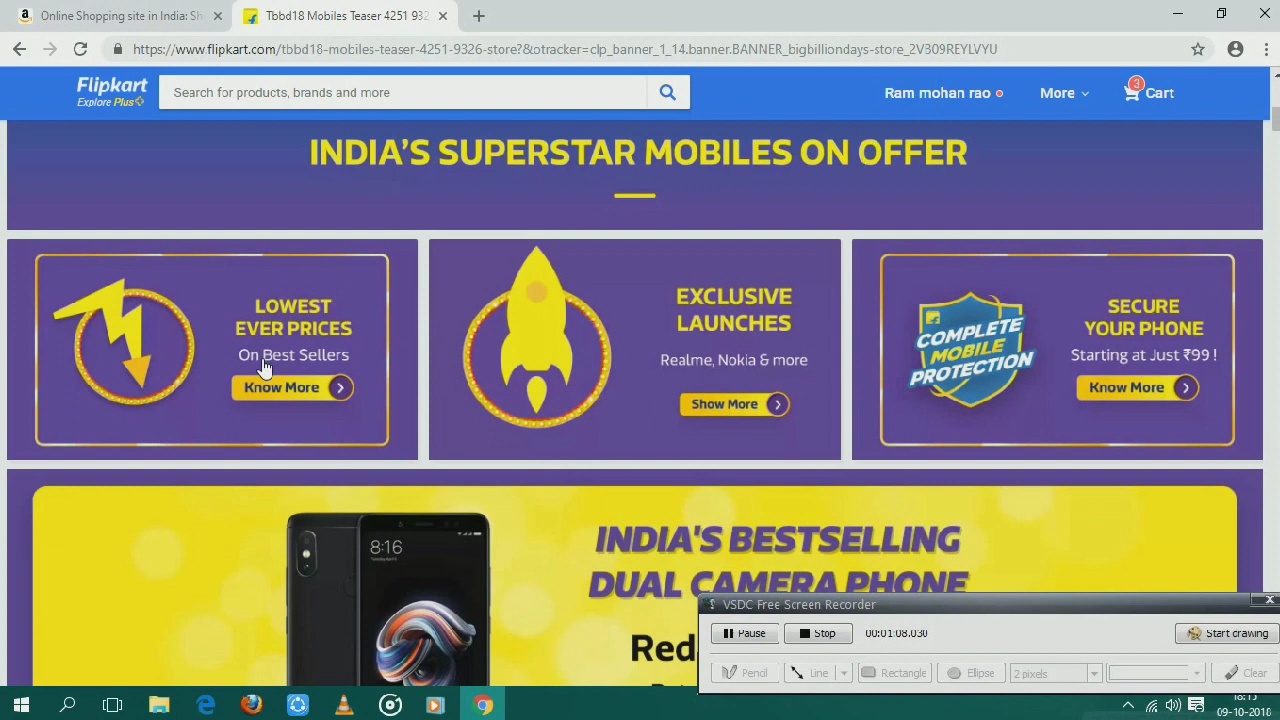 Online Shopping site in India: Sh
Tbbd18 Mobiles Teaser 4251 932
https://www.flipkart.com/tbbd18-mobiles-teaser-4251-9326-store?&otracker=clp_banner_1_14.banner.BANNER_bigbilliondays-store_2V309REYLVYU
Flipkart
Explore Plus
Search for products, brands and more
Ram mohan rao
More
3
Cart
INDIA'S SUPERSTAR MOBILES ON OFFER
LOWEST
EVER PRICES
On Best Sellers
Know More
EXCLUSIVE
LAUNCHES
Realme, Nokia & more
Show More
COMPLETE
MOBILE
PROTECTION
SECURE
YOUR PHONE
Starting at Just ₹99!
Know More
8:16
INDIA'S BESTSELLING
DUAL CAMERA PHONE
VSDC Free Screen Recorder
Pause
Stop
00:01:08.030
Start drawing
Pencil
Line
Rectangle
Ellipse
2 pixels
Clear
09-10-2018